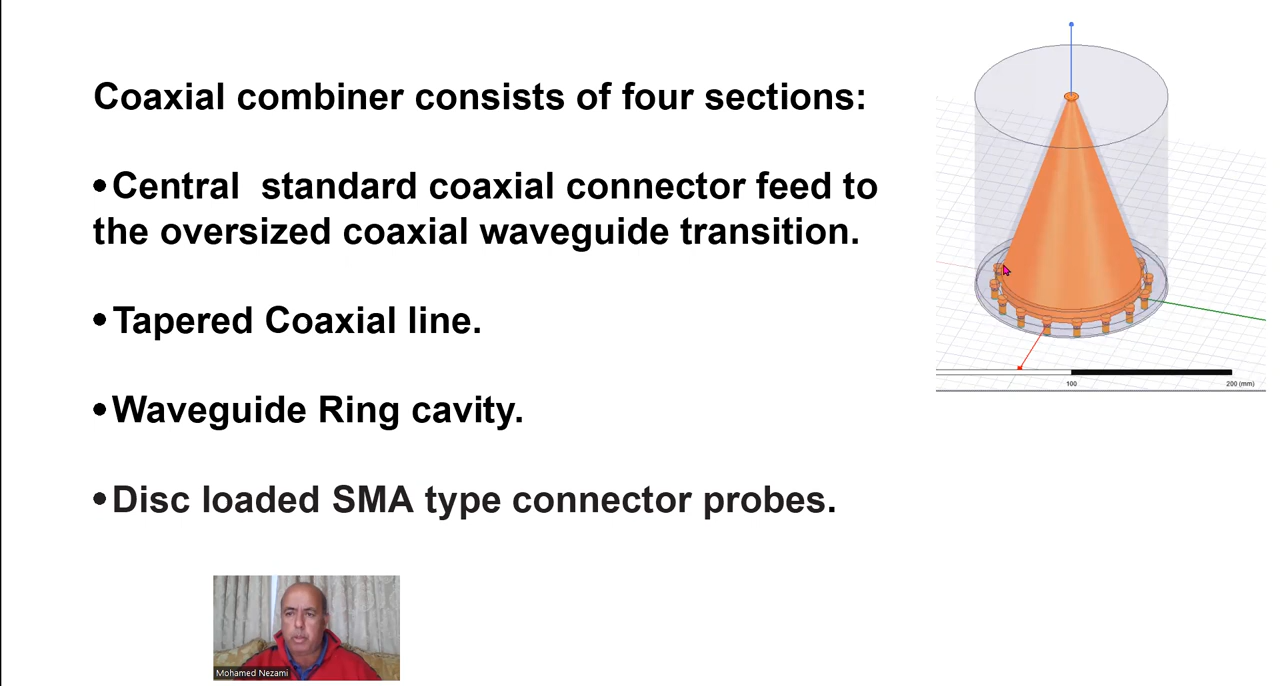 Coaxial combiner consists of four sections:
•Central standard coaxial connector feed to
the oversized coaxial waveguide transition.
•Tapered Coaxial line.
•Waveguide Ring cavity.
•Disc loaded SMA type connector probes.
100
200 (mm)
Mohamed Nezami